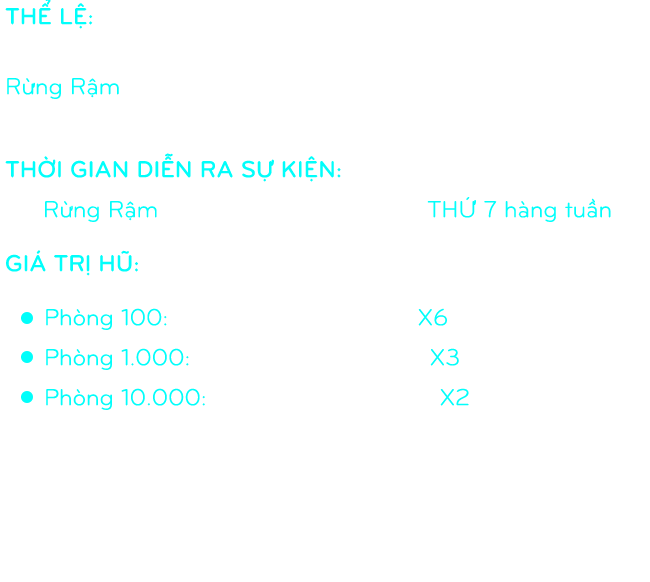 THỂ LỆ:
Rừng Rậm
THỜI GIAN DIỄN RA SỰ KIỆN:
Rừng Rậm THỨ 7 hàng tuần
GIÁ TRỊ HŨ:
● Phòng 100: X6
● Phòng 1.000: X3
● Phòng 10.000: X2